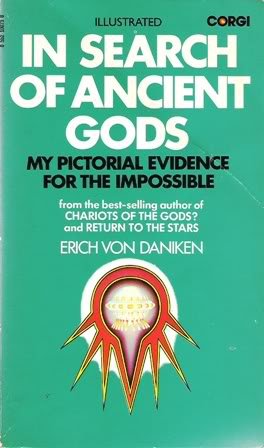 ILLUSTRATED
CORGI
IN SEARCH
OF ANCIENT
GODS
MY PICTORIAL EVIDENCE
FOR THE IMPOSSIBLE
from the best-selling author of
CHARIOTS OF THE GODS?
and RETURN TO THE STARS
ERICH VON DANIKEN